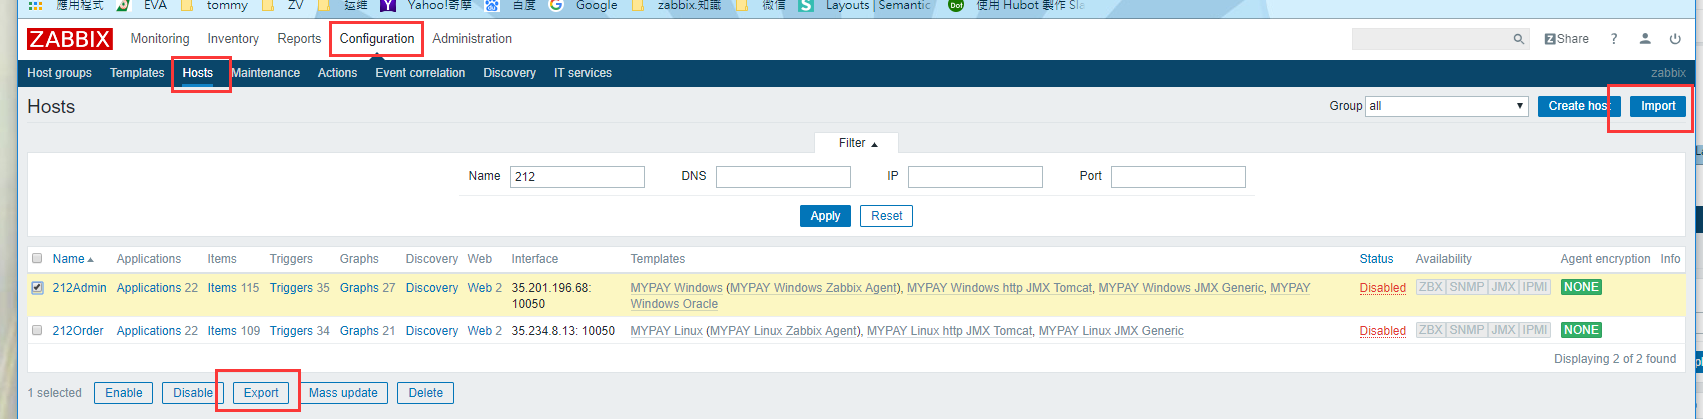 應用程式 EVA tommy ZV 運維 Yahoo!奇摩 百度 Google zabbix.知識 微信 S Layouts | Semantic Dot 使用 Hubot 製作 Sla
ZABBIX Monitoring Inventory Reports Configuration Administration Z Share ?
Host groups Templates Hosts Maintenance Actions Event correlation Discovery IT services zabbix
Hosts Group all Create host Import
Filter
Name 212 DNS IP Port
Apply Reset
Name Applications Items Triggers Graphs Discovery Web Interface Templates Status Availability Agent encryption Info
212Admin Applications 22 Items 115 Triggers 35 Graphs 27 Discovery Web 2 35.201.196.68: 10050 MYPAY Windows (MYPAY Windows Zabbix Agent), MYPAY Windows http JMX Tomcat, MYPAY Windows JMX Generic, MYPAY Windows Oracle Disabled ZBX SNMP JMX IPMI NONE
212Order Applications 22 Items 109 Triggers 34 Graphs 21 Discovery Web 2 35.234.8.13: 10050 MYPAY Linux (MYPAY Linux Zabbix Agent), MYPAY Linux http JMX Tomcat, MYPAY Linux JMX Generic Disabled ZBX SNMP JMX IPMI NONE
Displaying 2 of 2 found
1 selected Enable Disable Export Mass update Delete